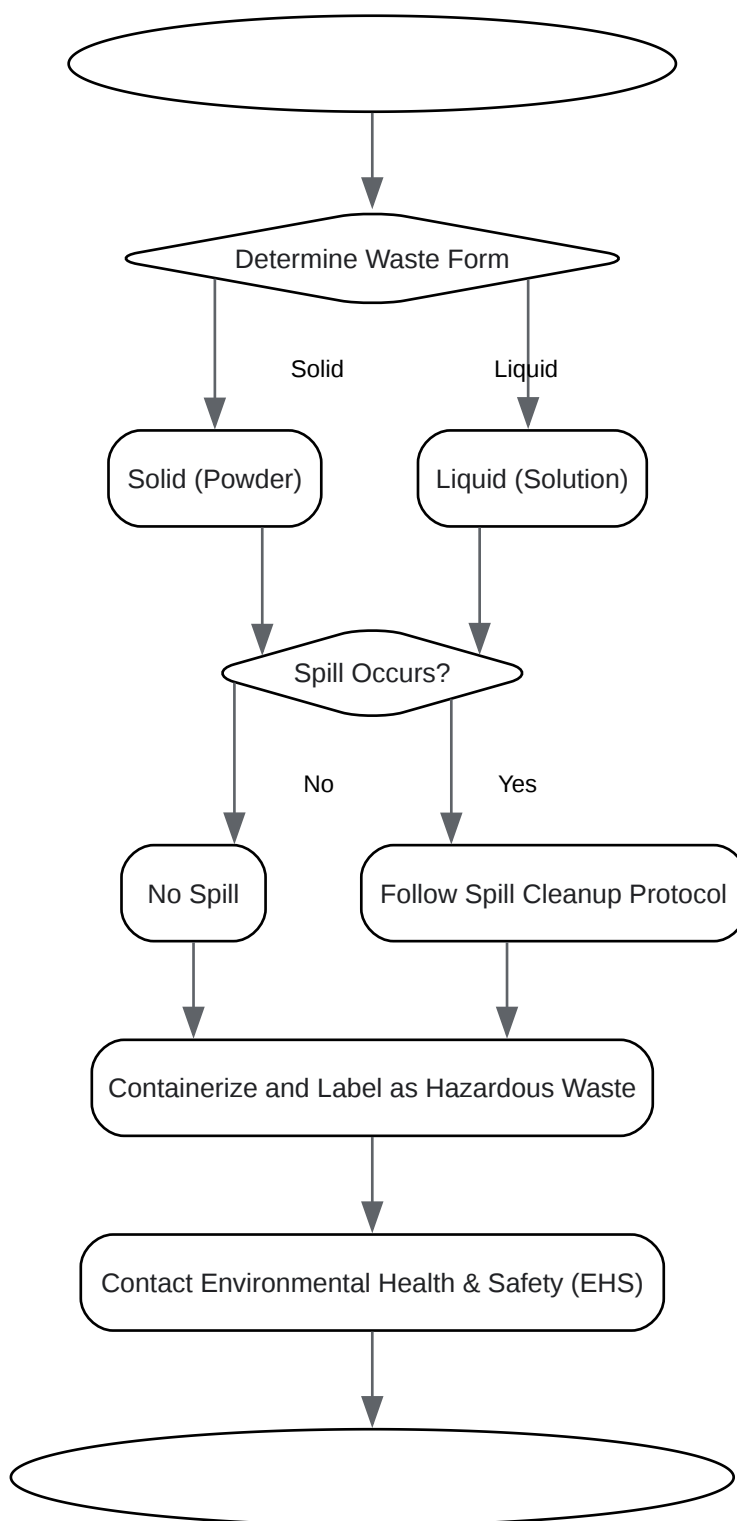 Determine Waste Form
Solid
Liquid
Solid (Powder)
Liquid (Solution)
Spill Occurs?
No
Yes
No Spill
Follow Spill Cleanup Protocol
Containerize and Label as Hazardous Waste
Contact Environmental Health & Safety (EHS)